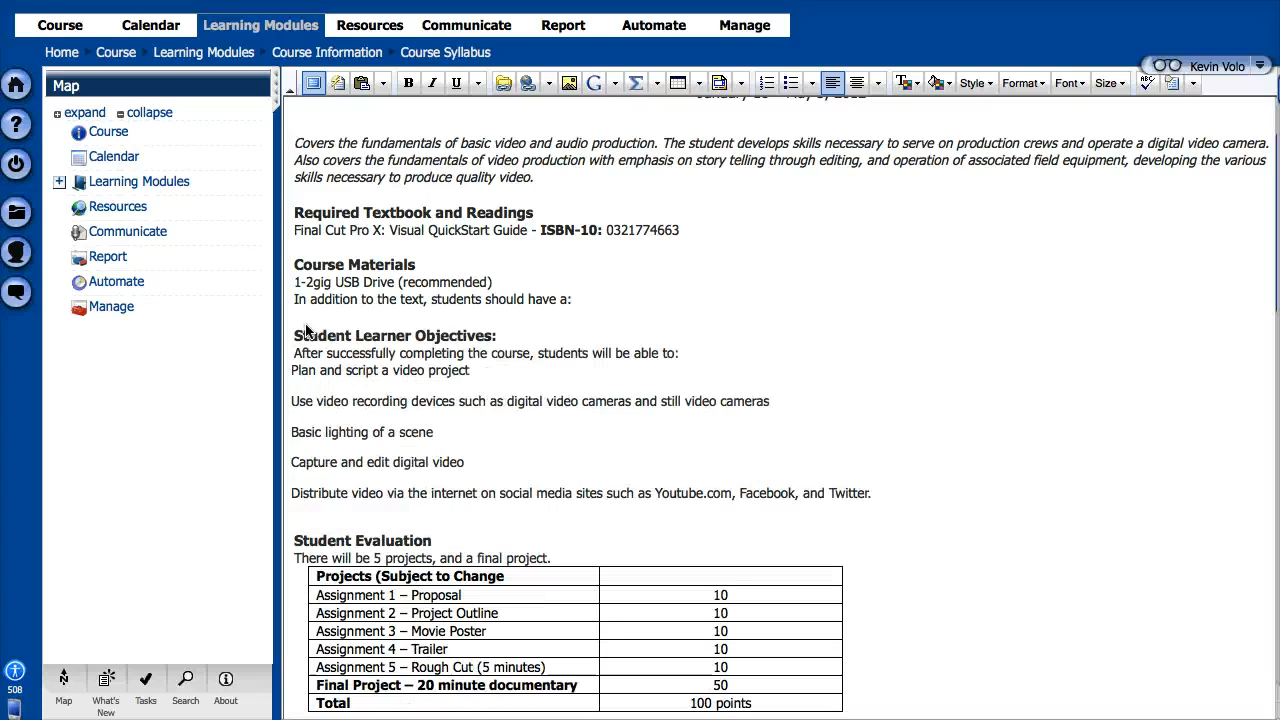 Course Calendar Learning Modules Resources Communicate Report Automate Manage
Home Course Learning Modules Course Information Course Syllabus
Kevin Volo
Map
B I U Style Format Font Size ABC
expand collapse
Course
Calendar
Learning Modules
Resources
Communicate
Report
Automate
Manage
Covers the fundamentals of basic video and audio production. The student develops skills necessary to serve on production crews and operate a digital video camera.
Also covers the fundamentals of video production with emphasis on story telling through editing, and operation of associated field equipment, developing the various
skills necessary to produce quality video.
Required Textbook and Readings
Final Cut Pro X: Visual QuickStart Guide - ISBN-10: 0321774663
Course Materials
1-2gig USB Drive (recommended)
In addition to the text, students should have a:
Student Learner Objectives:
After successfully completing the course, students will be able to:
Plan and script a video project
Use video recording devices such as digital video cameras and still video cameras
Basic lighting of a scene
Capture and edit digital video
Distribute video via the internet on social media sites such as Youtube.com, Facebook, and Twitter.
Student Evaluation
There will be 5 projects, and a final project.
Projects (Subject to Change
Assignment 1 – Proposal 10
Assignment 2 – Project Outline 10
Assignment 3 – Movie Poster 10
Assignment 4 – Trailer 10
Assignment 5 – Rough Cut (5 minutes) 10
Final Project – 20 minute documentary 50
Total 100 points
508
Map What's New Tasks Search About